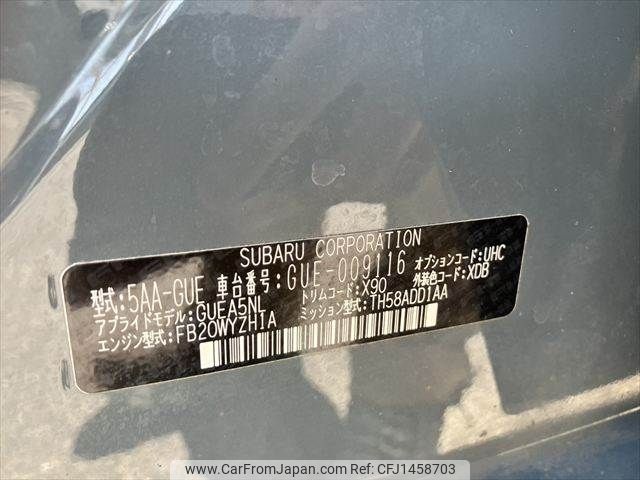 SUBARU CORPORATION
型式:5AA-GUE 車台番号:GUE-009116 オプションコード:UHC
アプライドモデル:GUEA5NL トリムコード:X90 外装色コード:XDB
エンジン型式:FB20WYZH1A ミッション型式:TH58ADD1AA
www.CarFromJapan.com - CFJ1458703